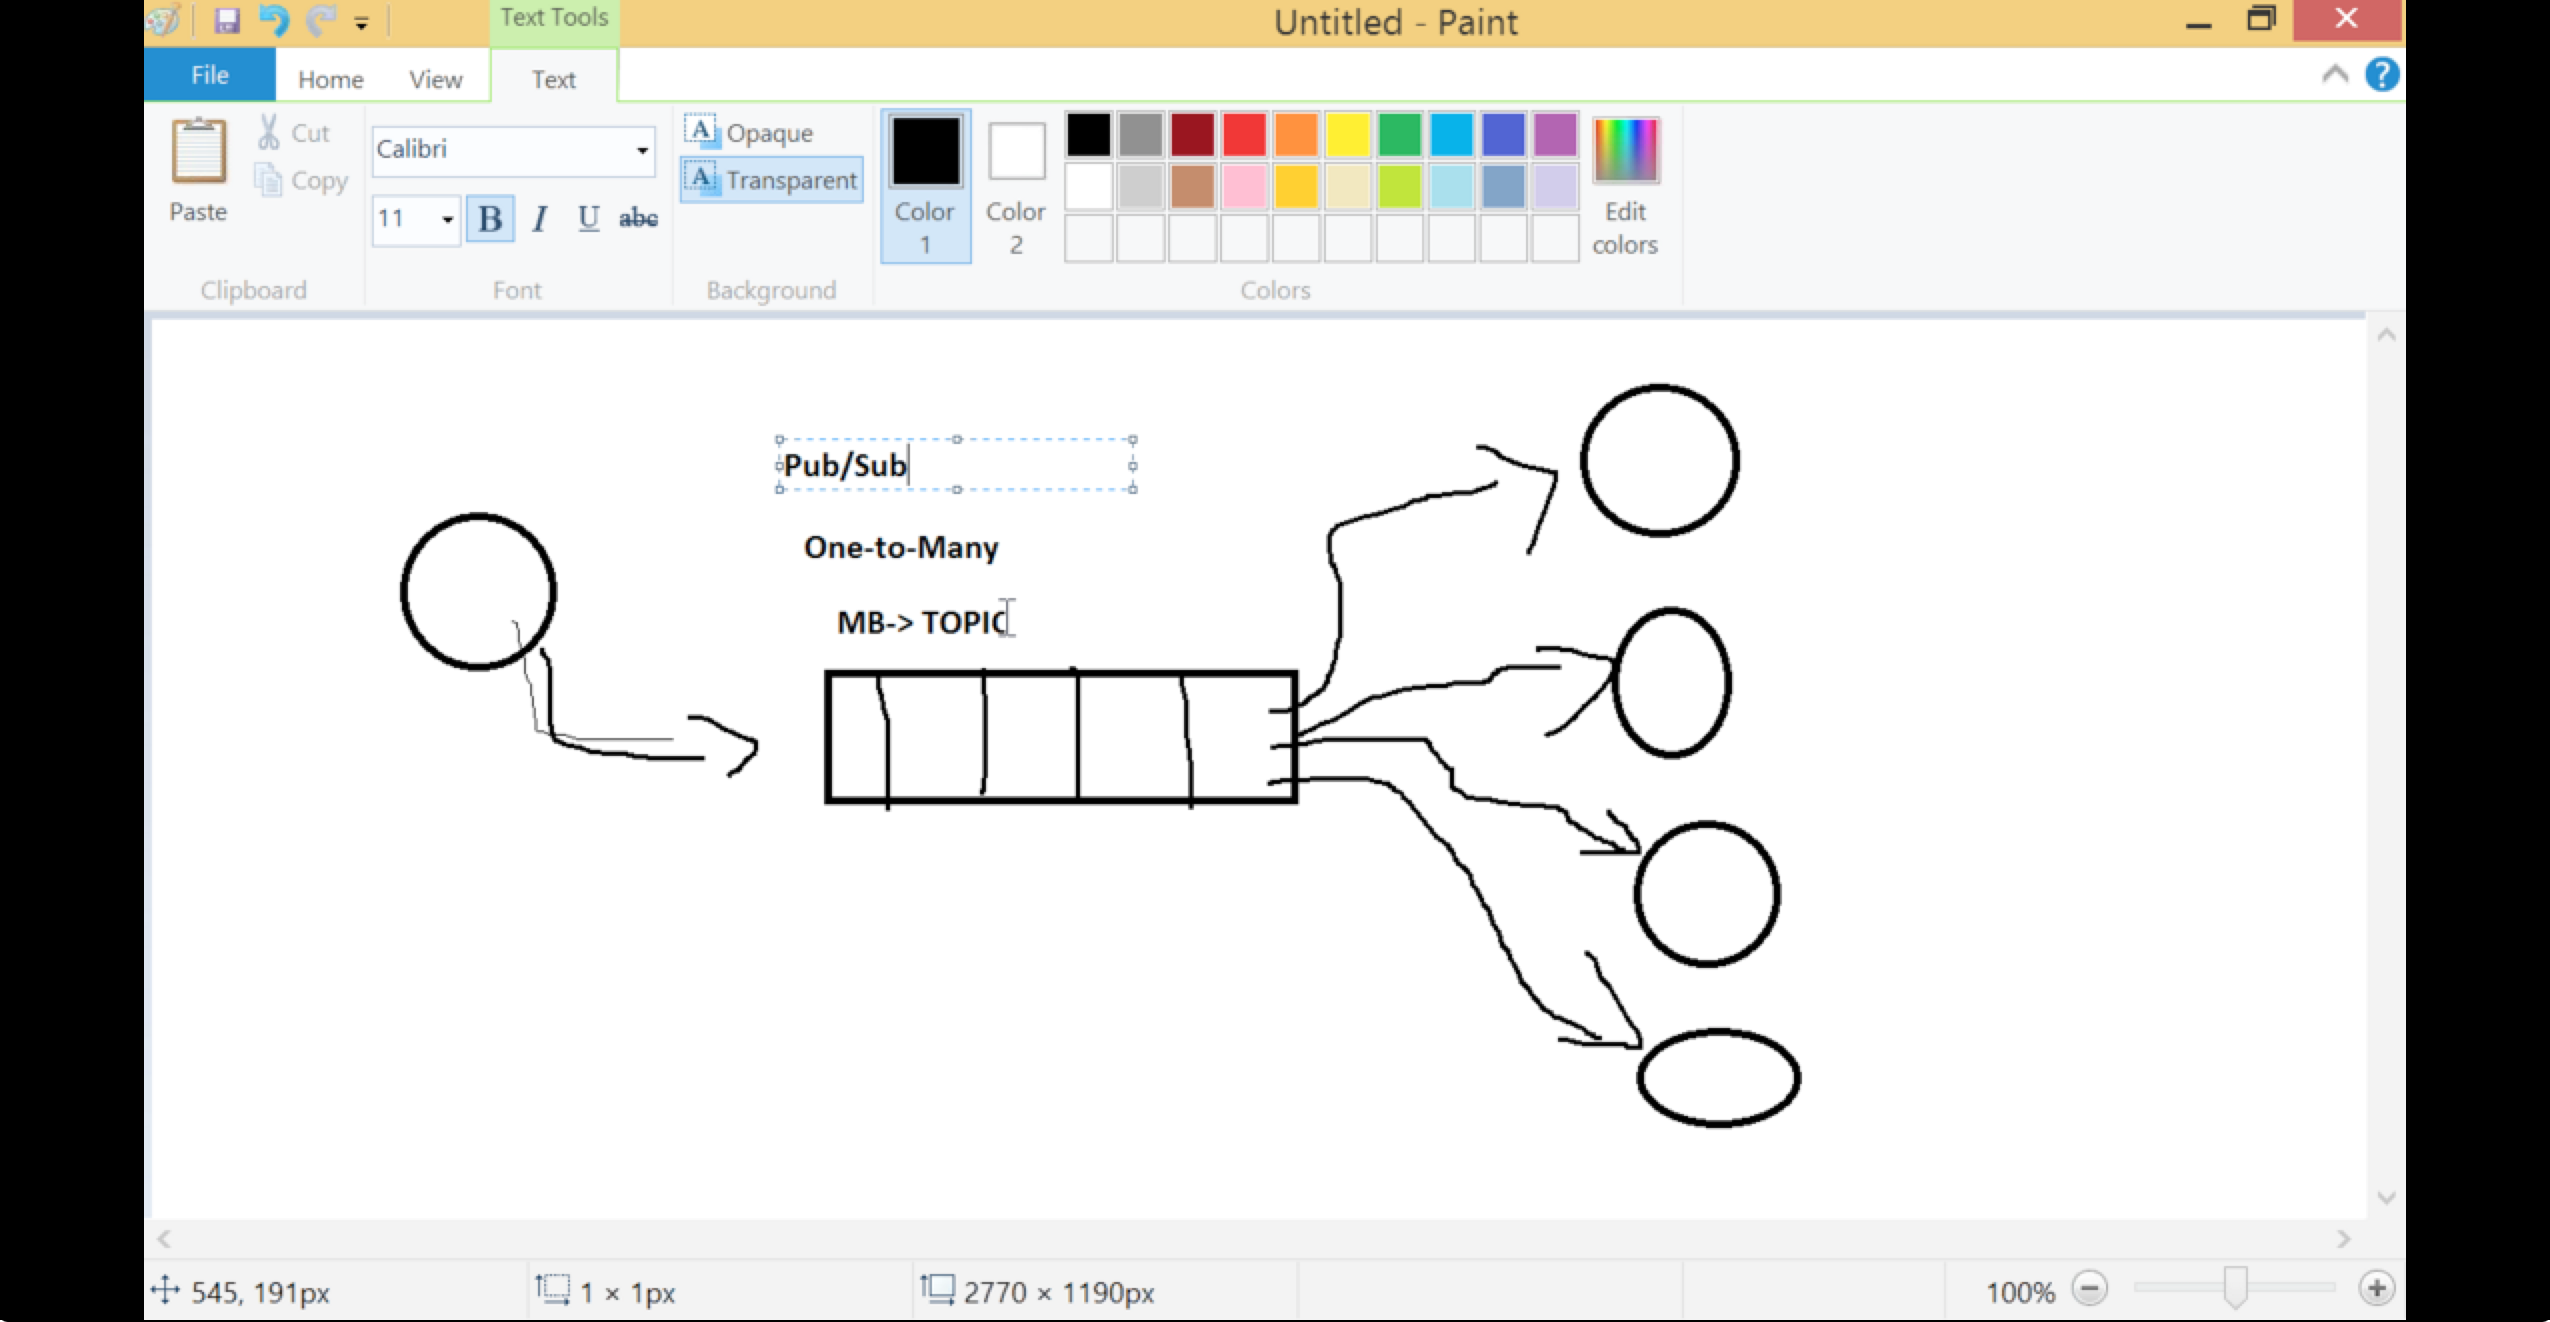 Text Tools
Untitled - Paint
File Home View Text
Cut
Copy
Paste
Clipboard
Calibri
11 B I U abc
Font
A Opaque
A Transparent
Background
Color 1
Color 2
Edit colors
Colors
?
Pub/Sub
One-to-Many
MB-> TOPIC
545, 191px
1 × 1px
2770 × 1190px
100%